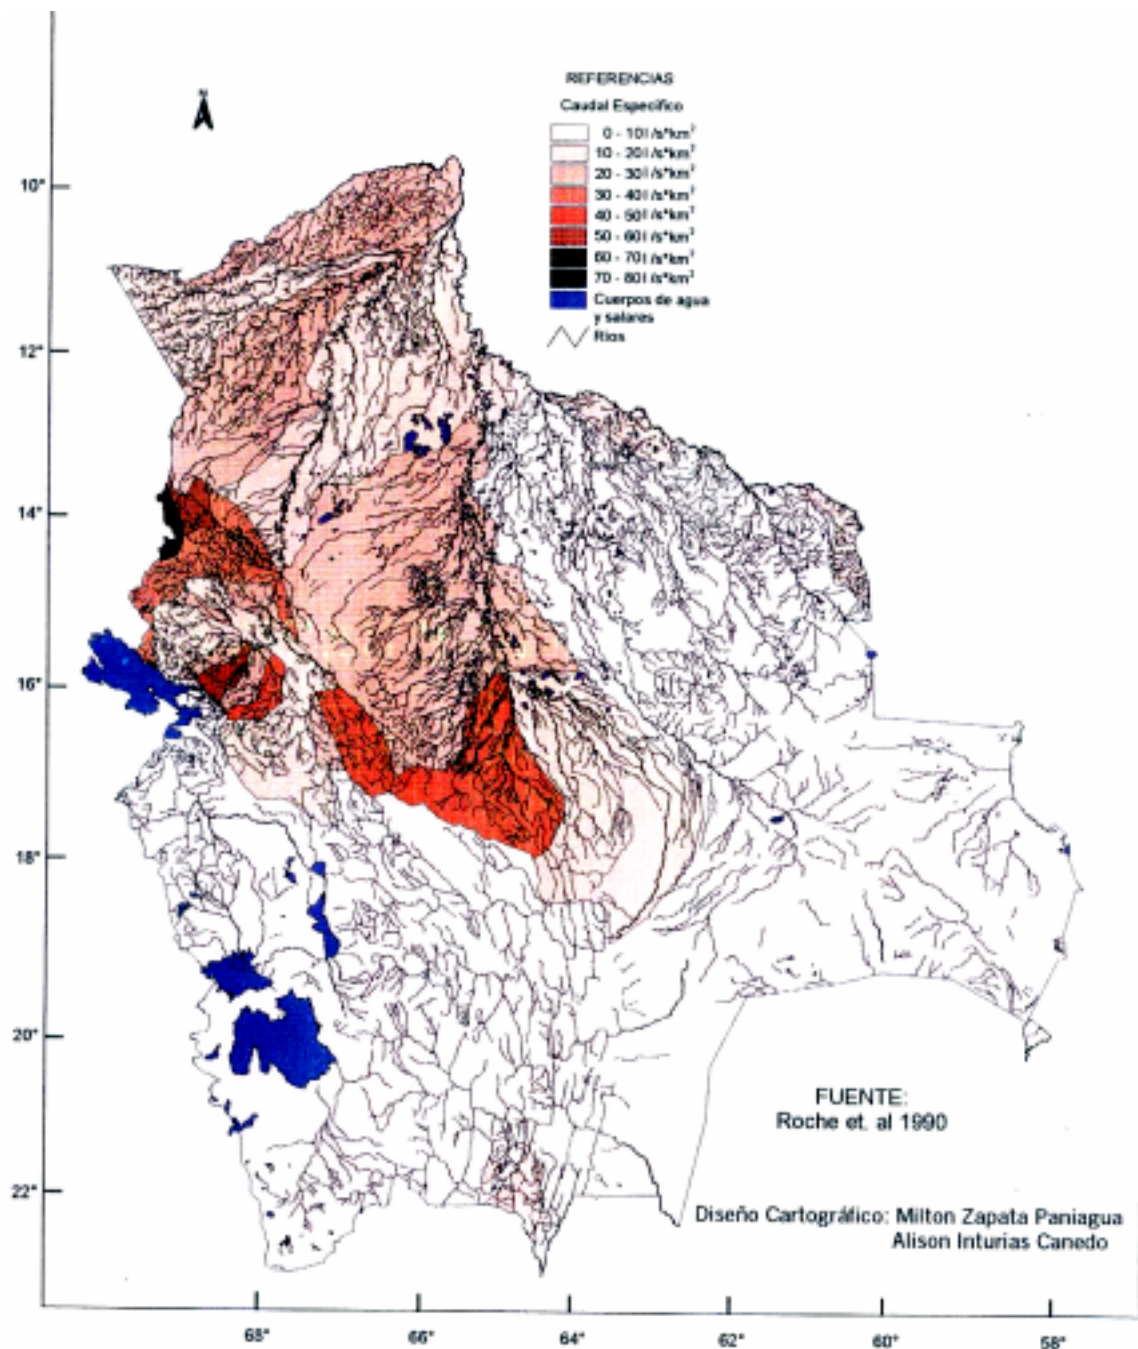 REFERENCIAS
Caudal Específico
0 - 10 l /s*km²
10 - 20 l /s*km²
20 - 30 l /s*km²
30 - 40 l /s*km²
40 - 50 l /s*km²
50 - 60 l /s*km²
60 - 70 l /s*km²
70 - 80 l /s*km²
Cuerpos de agua
y salares
Rios
N
10°
12°
14°
16°
18°
20°
22°
FUENTE:
Roche et. al 1990
Diseño Cartográfico: Milton Zapata Paniagua
Alison Inturias Canedo
68°
66°
64°
62°
60°
58°